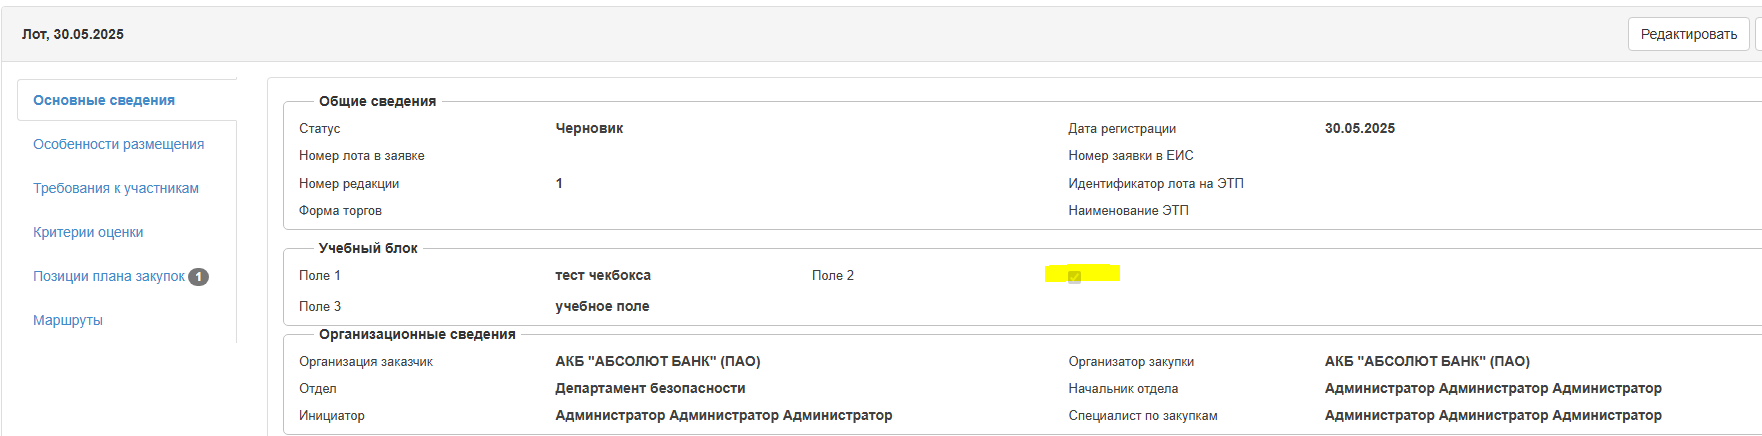 Лот, 30.05.2025
Редактировать
Основные сведения
Особенности размещения
Требования к участникам
Критерии оценки
Позиции плана закупок 1
Маршруты
Общие сведения
Статус Черновик Дата регистрации 30.05.2025
Номер лота в заявке Номер заявки в ЕИС
Номер редакции 1 Идентификатор лота на ЭТП
Форма торгов Наименование ЭТП
Учебный блок
Поле 1 тест чекбокса Поле 2
Поле 3 учебное поле
Организационные сведения
Организация заказчик АКБ "АБСОЛЮТ БАНК" (ПАО) Организатор закупки АКБ "АБСОЛЮТ БАНК" (ПАО)
Отдел Департамент безопасности Начальник отдела Администратор Администратор Администратор
Инициатор Администратор Администратор Администратор Специалист по закупкам Администратор Администратор Администратор